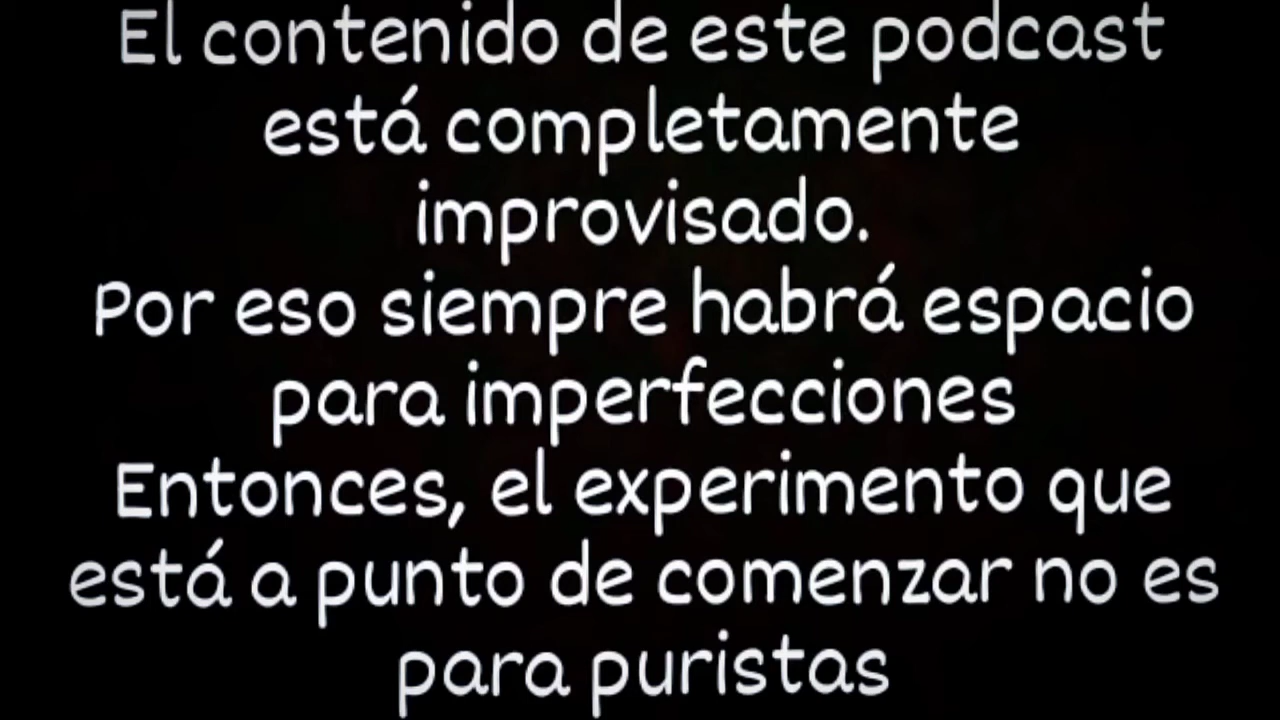 El contenido de este podcast
está completamente
improvisado.
Por eso siempre habrá espacio
para imperfecciones
Entonces, el experimento que
está a punto de comenzar no es
para puristas